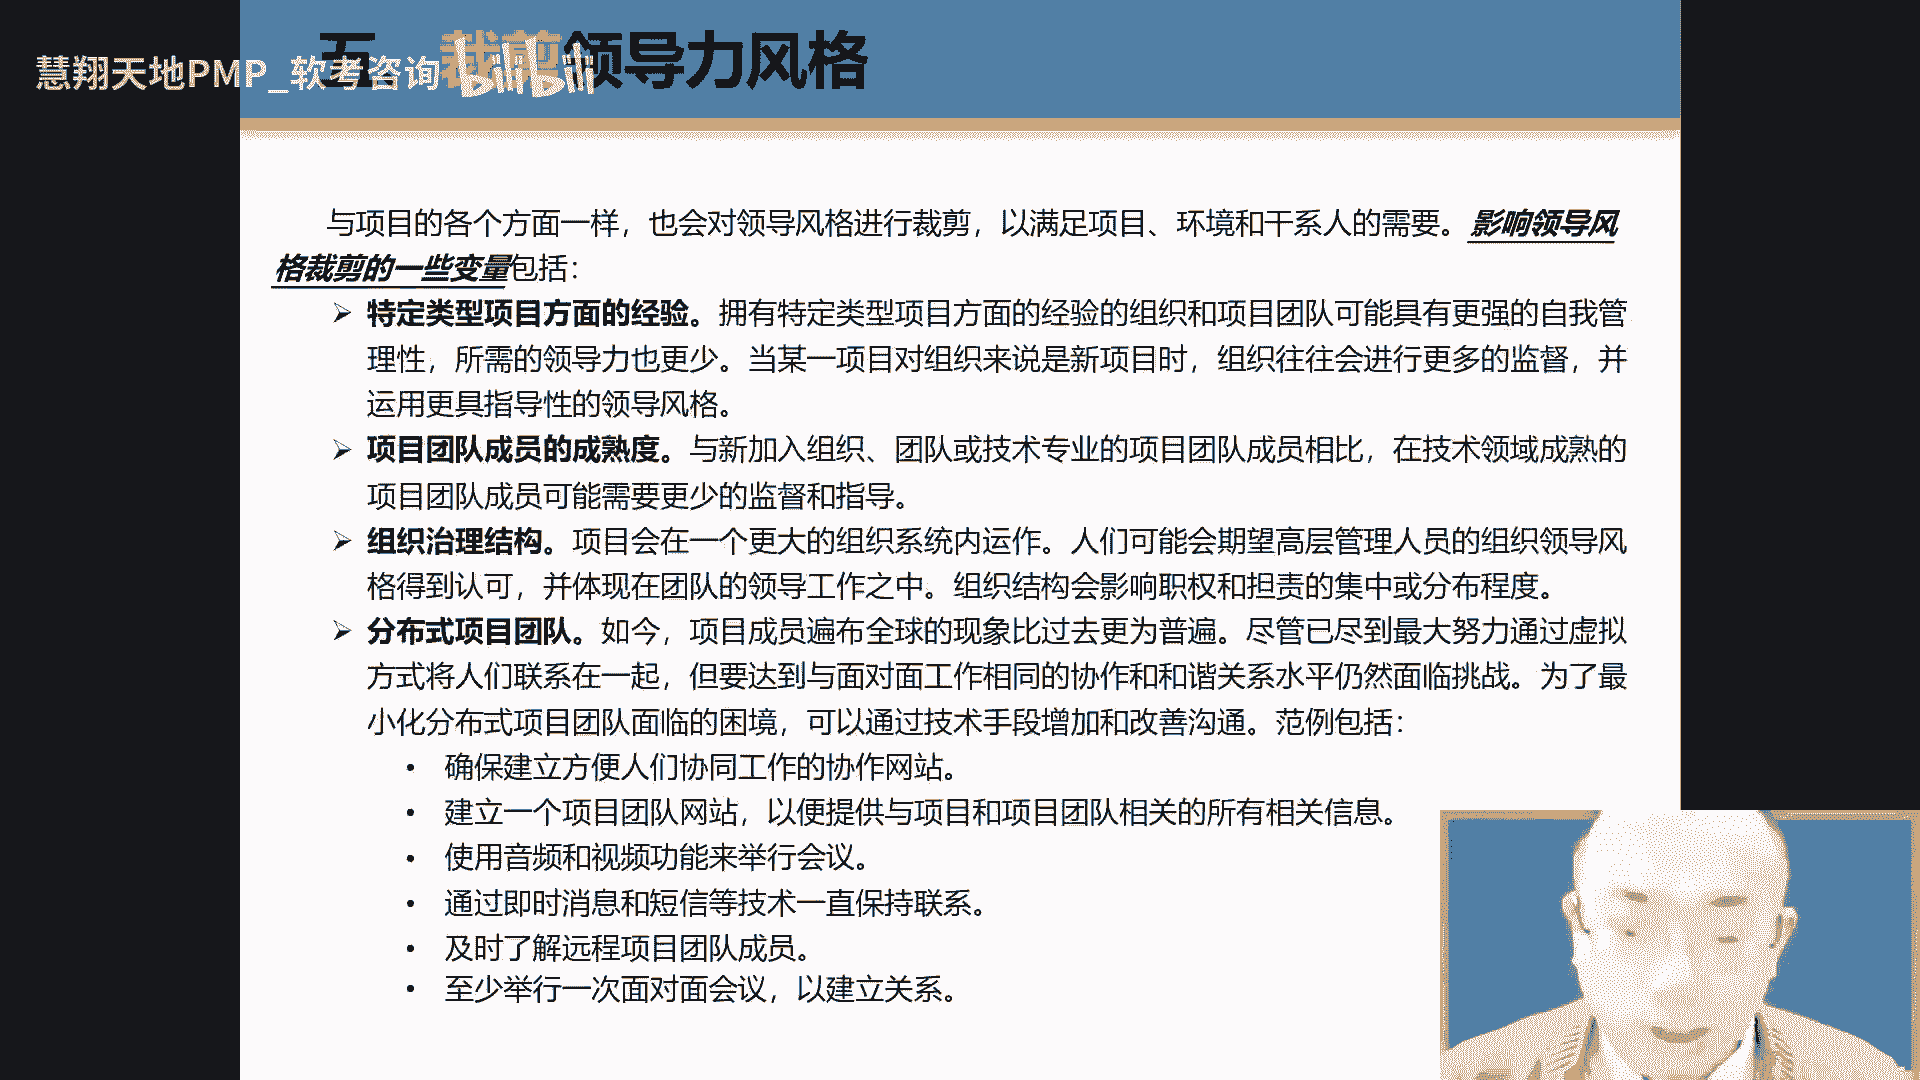 五、裁剪领导力风格
慧翔天地PMP_软考咨询
bilibili
与项目的各个方面一样，也会对领导风格进行裁剪，以满足项目、环境和干系人的需要。影响领导风
格裁剪的一些变量包括：
➢ 特定类型项目方面的经验。拥有特定类型项目方面的经验的组织和项目团队可能具有更强的自我管
理性，所需的领导力也更少。当某一项目对组织来说是新项目时，组织往往会进行更多的监督，并
运用更具指导性的领导风格。
➢ 项目团队成员的成熟度。与新加入组织、团队或技术专业的项目团队成员相比，在技术领域成熟的
项目团队成员可能需要更少的监督和指导。
➢ 组织治理结构。项目会在一个更大的组织系统内运作。人们可能会期望高层管理人员的组织领导风
格得到认可，并体现在团队的领导工作之中。组织结构会影响职权和担责的集中或分布程度。
➢ 分布式项目团队。如今，项目成员遍布全球的现象比过去更为普遍。尽管已尽到最大努力通过虚拟
方式将人们联系在一起，但要达到与面对面工作相同的协作和和谐关系水平仍然面临挑战。为了最
小化分布式项目团队面临的困境，可以通过技术手段增加和改善沟通。范例包括：
• 确保建立方便人们协同工作的协作网站。
• 建立一个项目团队网站，以便提供与项目和项目团队相关的所有相关信息。
• 使用音频和视频功能来举行会议。
• 通过即时消息和短信等技术一直保持联系。
• 及时了解远程项目团队成员。
• 至少举行一次面对面会议，以建立关系。